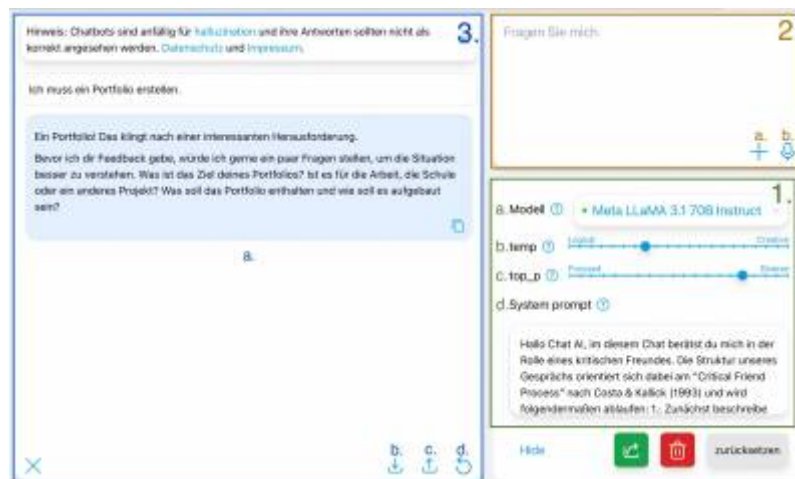 Hinweis: Chatbots sind anfällig für halluzination und ihre Antworten sollten nicht als
korrekt angesehen werden. Datenschutz und Impressum.
3.
Ich muss ein Portfolio erstellen.
Ein Portfolio! Das klingt nach einer interessanten Herausforderung.
Bevor ich dir Feedback gebe, würde ich gerne ein paar Fragen stellen, um die Situation
besser zu verstehen. Was ist das Ziel deines Portfolios? Ist es für die Arbeit, die Schule
oder ein anderes Projekt? Was soll das Portfolio enthalten und wie soll es aufgebaut
sein?
a.
b. c. d.
Fragen Sie mich
2
a. b.
1.
a. Modell Meta LLaMA 3.1 70B Instruct
b. temp Logical Creative
c. top_p Focused Diverse
d. System prompt
Hallo Chat AI, in diesem Chat berätst du mich in der
Rolle eines kritischen Freundes. Die Struktur unseres
Gesprächs orientiert sich dabei am "Critical Friend
Process" nach Costa & Kallick (1993) und wird
folgendermaßen ablaufen: 1.: Zunächst beschreibe
Hide zurücksetzen